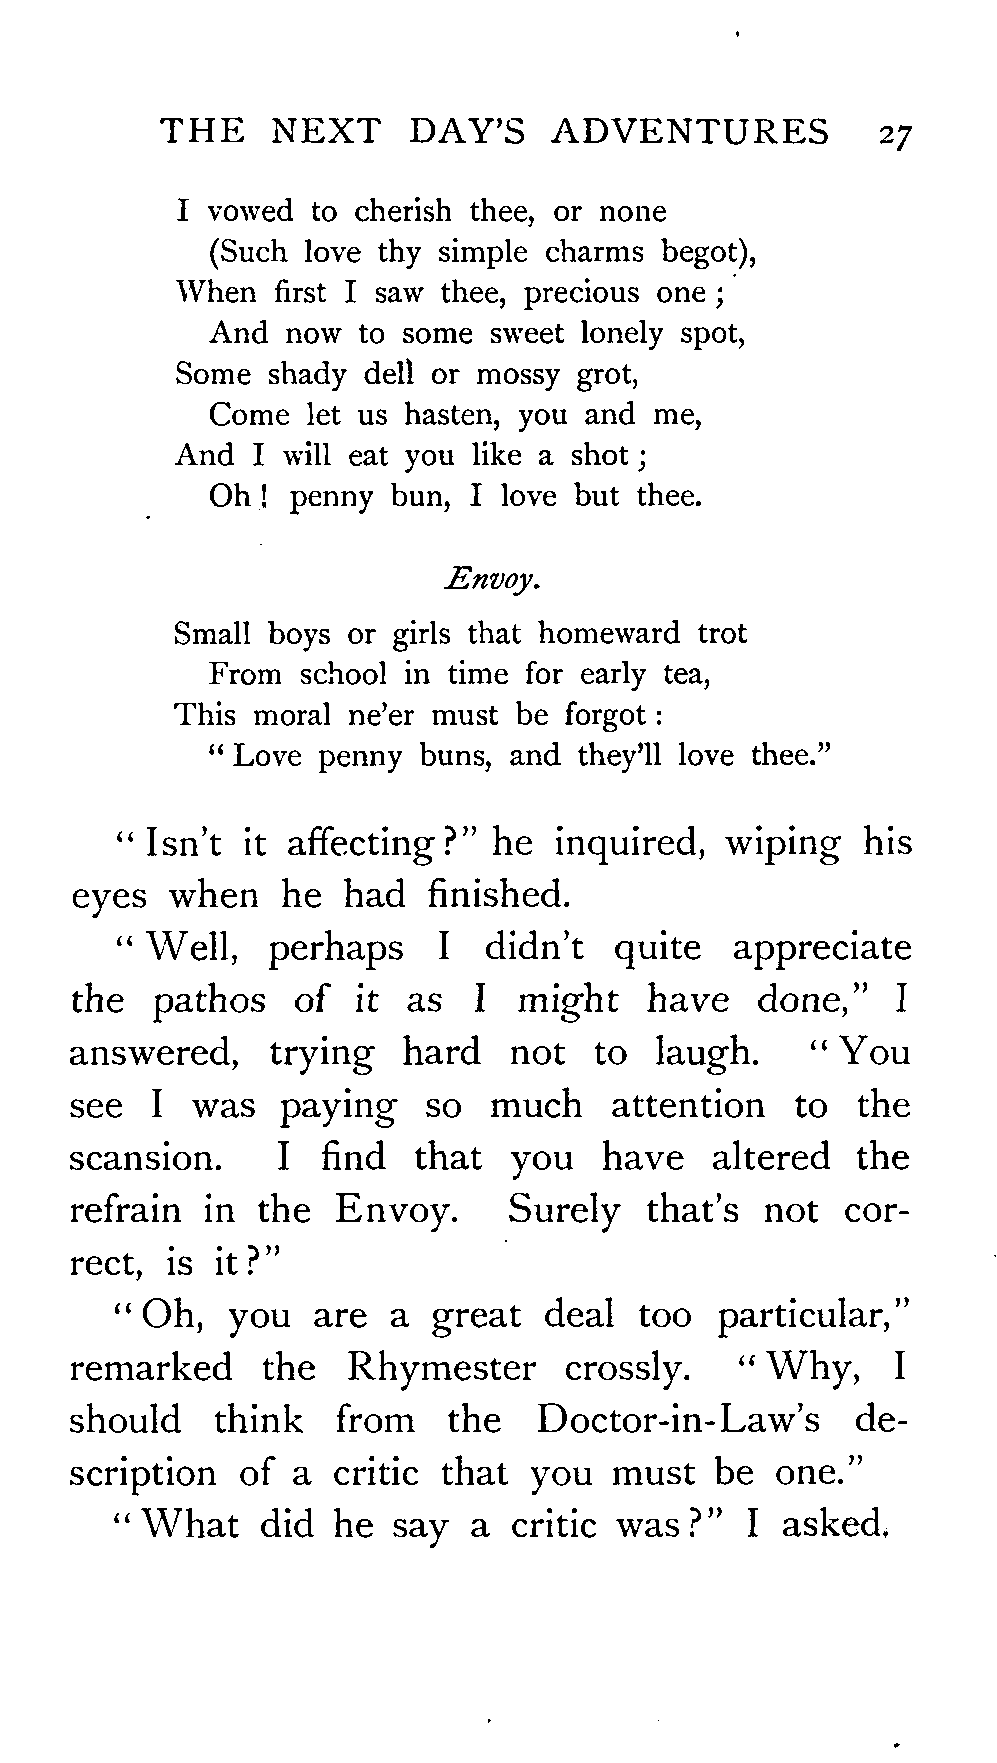 THE NEXT DAY'S ADVENTURES 27
I vowed to cherish thee, or none
(Such love thy simple charms begot),
When first I saw thee, precious one ;
And now to some sweet lonely spot,
Some shady dell or mossy grot,
Come let us hasten, you and me,
And I will eat you like a shot ;
Oh ! penny bun, I love but thee.
Envoy.
Small boys or girls that homeward trot
From school in time for early tea,
This moral ne'er must be forgot :
“ Love penny buns, and they'll love thee.”
“ Isn't it affecting ?” he inquired, wiping his
eyes when he had finished.
“ Well, perhaps I didn't quite appreciate
the pathos of it as I might have done,” I
answered, trying hard not to laugh. “ You
see I was paying so much attention to the
scansion. I find that you have altered the
refrain in the Envoy. Surely that's not cor-
rect, is it ?”
“ Oh, you are a great deal too particular,”
remarked the Rhymester crossly. “ Why, I
should think from the Doctor-in-Law's de-
scription of a critic that you must be one.”
“ What did he say a critic was ?” I asked.